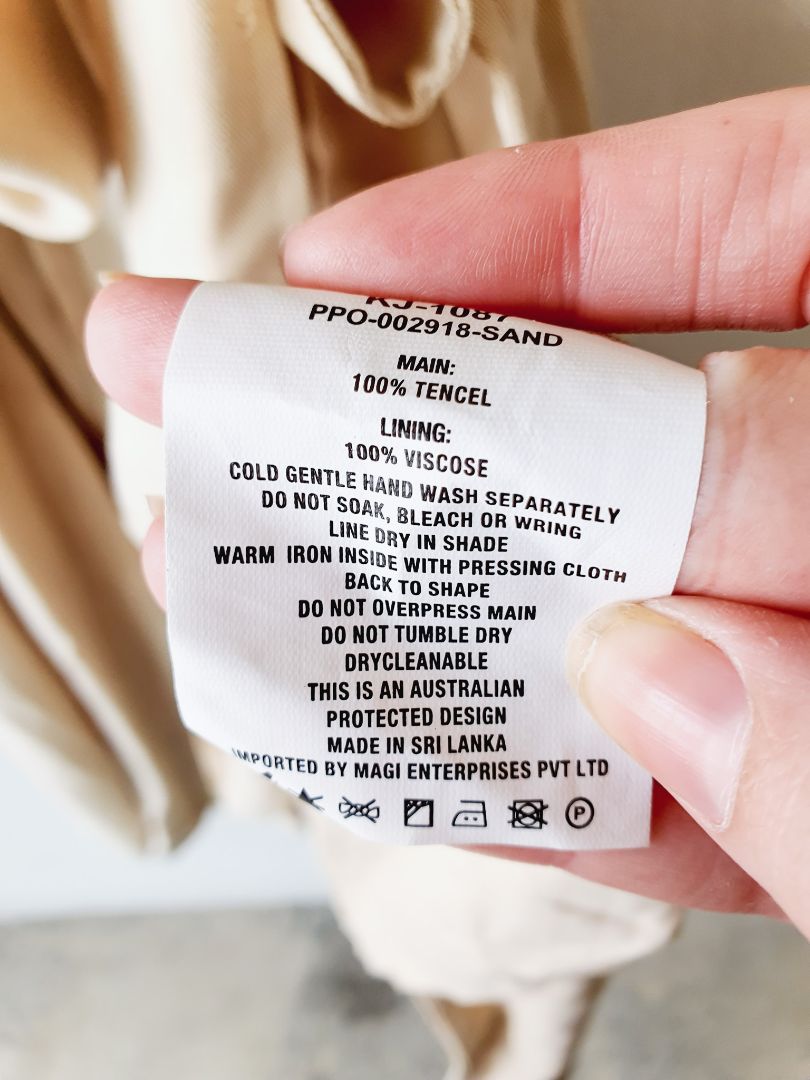 KJ-1087
PPO-002918-SAND
MAIN:
100% TENCEL
LINING:
100% VISCOSE
COLD GENTLE HAND WASH SEPARATELY
DO NOT SOAK, BLEACH OR WRING
LINE DRY IN SHADE
WARM IRON INSIDE WITH PRESSING CLOTH
BACK TO SHAPE
DO NOT OVERPRESS MAIN
DO NOT TUMBLE DRY
DRYCLEANABLE
THIS IS AN AUSTRALIAN
PROTECTED DESIGN
MADE IN SRI LANKA
IMPORTED BY MAGI ENTERPRISES PVT LTD
P